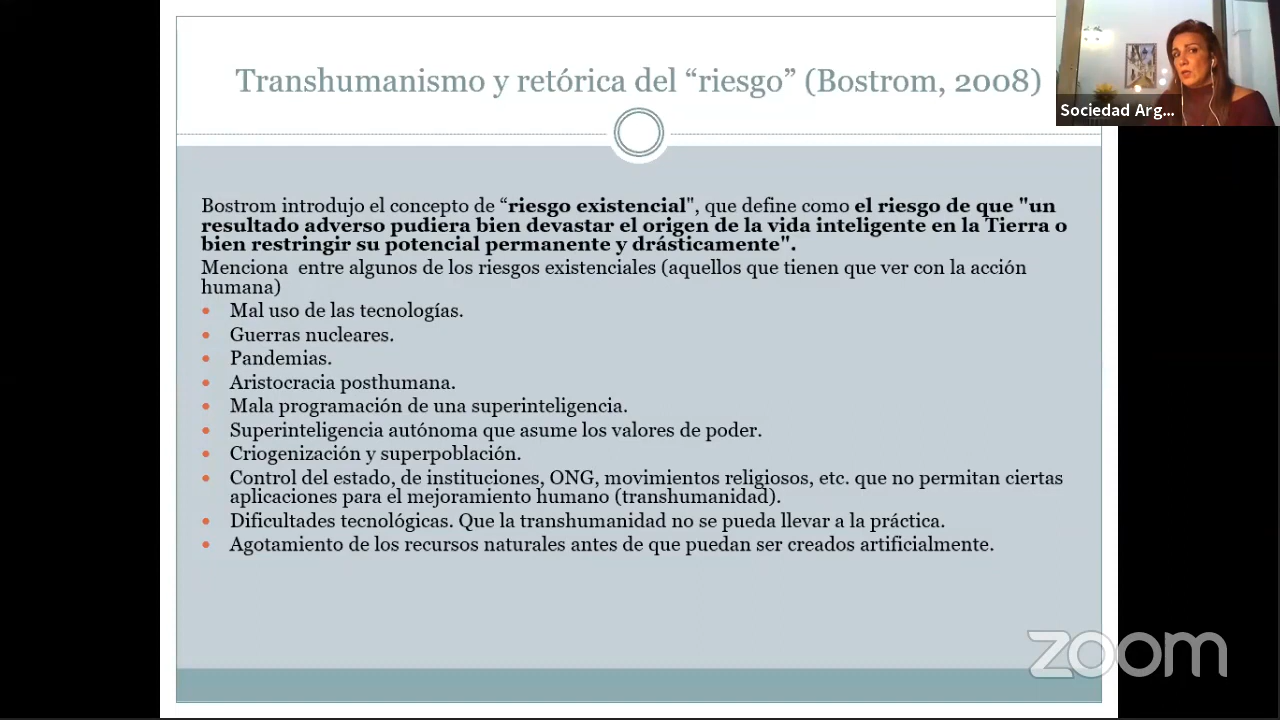 Transhumanismo y retórica del “riesgo” (Bostrom, 2008)
Sociedad Arg...
Bostrom introdujo el concepto de “riesgo existencial", que define como el riesgo de que "un
resultado adverso pudiera bien devastar el origen de la vida inteligente en la Tierra o
bien restringir su potencial permanente y drásticamente".
Menciona entre algunos de los riesgos existenciales (aquellos que tienen que ver con la acción
humana)
• Mal uso de las tecnologías.
• Guerras nucleares.
• Pandemias.
• Aristocracia posthumana.
• Mala programación de una superinteligencia.
• Superinteligencia autónoma que asume los valores de poder.
• Criogenización y superpoblación.
• Control del estado, de instituciones, ONG, movimientos religiosos, etc. que no permitan ciertas
aplicaciones para el mejoramiento humano (transhumanidad).
• Dificultades tecnológicas. Que la transhumanidad no se pueda llevar a la práctica.
• Agotamiento de los recursos naturales antes de que puedan ser creados artificialmente.
zoom